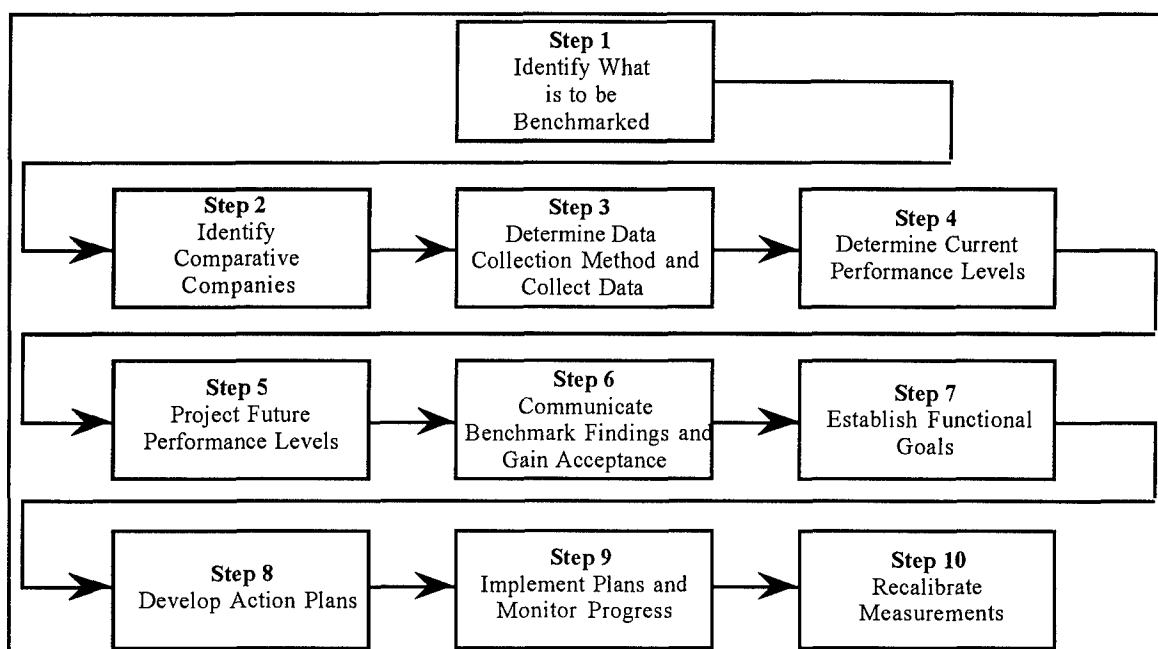 Step 1
Identify What
is to be
Benchmarked
Step 2
Identify
Comparative
Companies
Step 3
Determine Data
Collection Method and
Collect Data
Step 4
Determine Current
Performance Levels
Step 5
Project Future
Performance Levels
Step 6
Communicate
Benchmark Findings and
Gain Acceptance
Step 7
Establish Functional
Goals
Step 8
Develop Action Plans
Step 9
Implement Plans and
Monitor Progress
Step 10
Recalibrate
Measurements